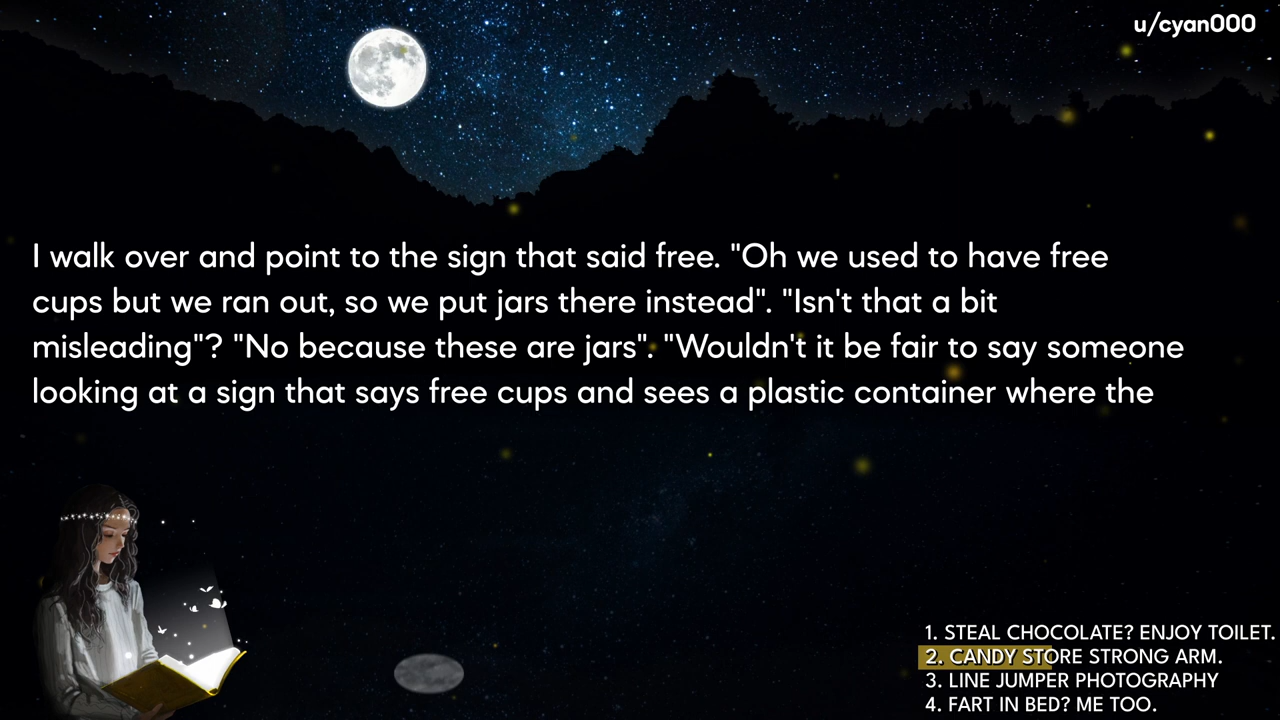 u/cyan000
I walk over and point to the sign that said free. "Oh we used to have free
cups but we ran out, so we put jars there instead". "Isn't that a bit
misleading"? "No because these are jars". "Wouldn't it be fair to say someone
looking at a sign that says free cups and sees a plastic container where the
1. STEAL CHOCOLATE? ENJOY TOILET.
2. CANDY STORE STRONG ARM.
3. LINE JUMPER PHOTOGRAPHY
4. FART IN BED? ME TOO.